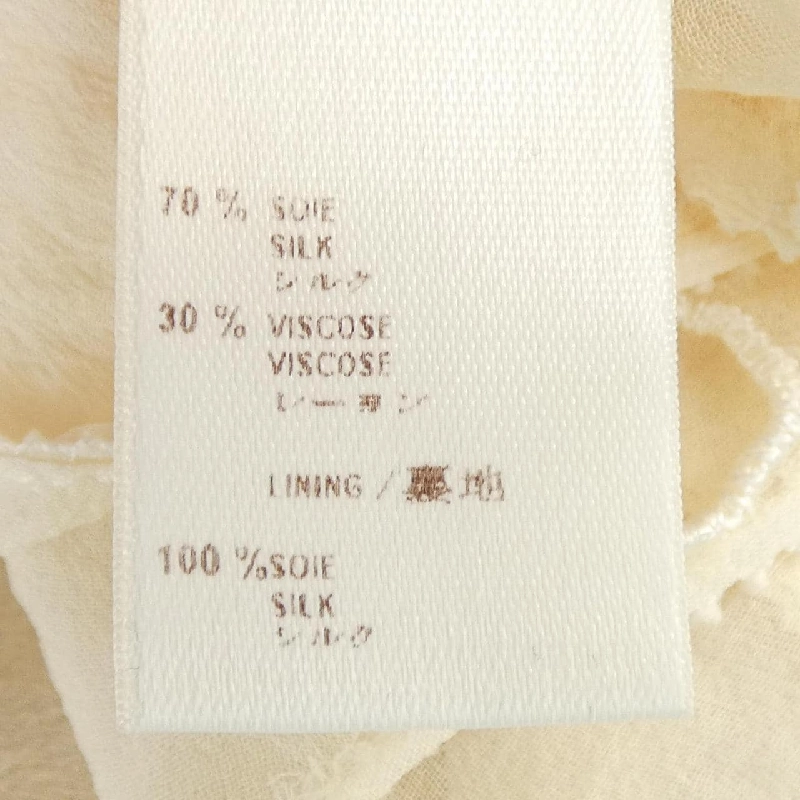 70 % SOIE
SILK
シルク
30 % VISCOSE
VISCOSE
レーヨン
LINING / 裏地
100 % SOIE
SILK
シルク